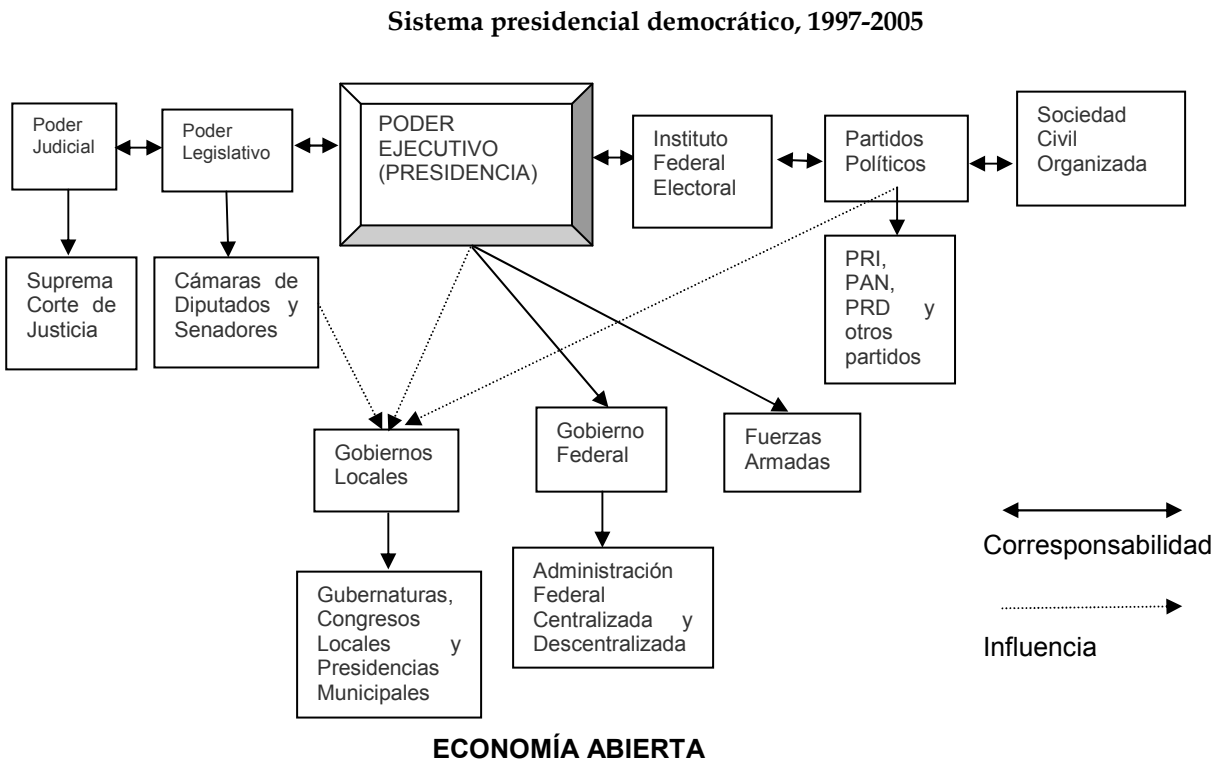 Sistema presidencial democrático, 1997-2005
Poder
Judicial
Poder
Legislativo
PODER
EJECUTIVO
(PRESIDENCIA)
Instituto
Federal
Electoral
Partidos
Políticos
Sociedad
Civil
Organizada
Suprema
Corte de
Justicia
Cámaras de
Diputados y
Senadores
PRI,
PAN,
PRD y
otros
partidos
Gobiernos
Locales
Gobierno
Federal
Fuerzas
Armadas
Gubernaturas,
Congresos
Locales y
Presidencias
Municipales
Administración
Federal
Centralizada y
Descentralizada
Corresponsabilidad
Influencia
ECONOMÍA ABIERTA